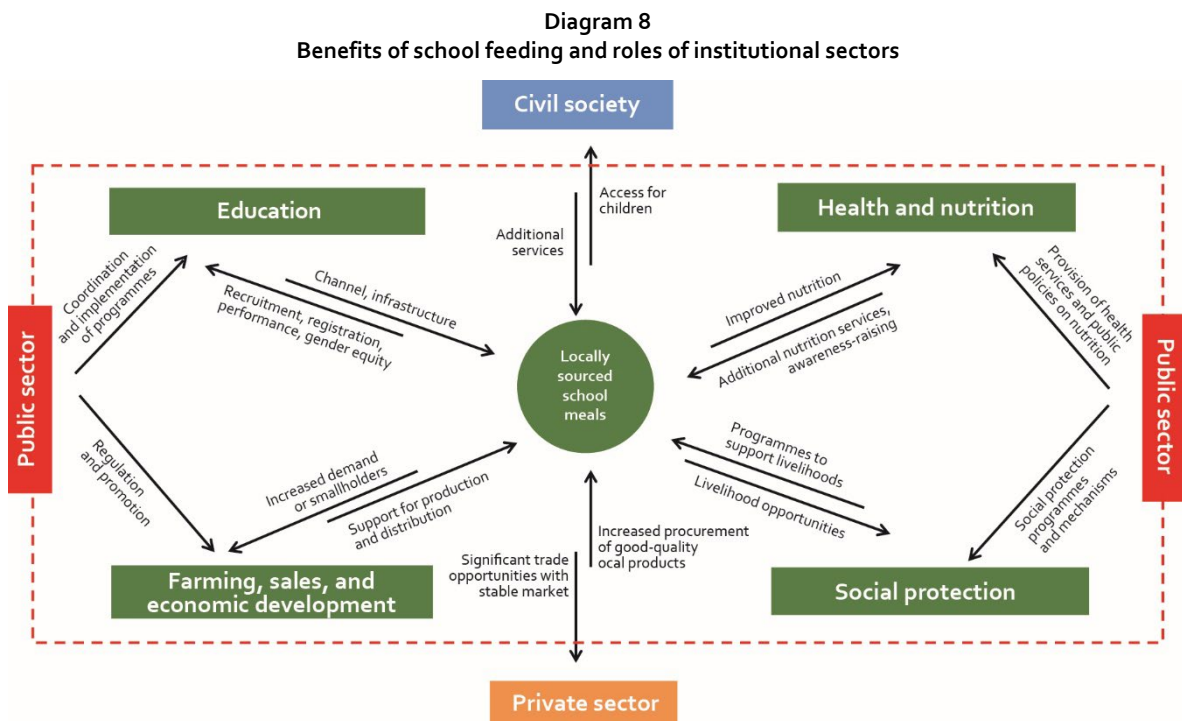 Diagram 8
Benefits of school feeding and roles of institutional sectors
Civil society
Education
Health and nutrition
Access for
children
Additional
services
Coordination
and implementation
of programmes
Channel, infrastructure
Recruitment, registration,
performance, gender equity
Improved nutrition
Additional nutrition services,
awareness-raising
Provision of health
services and public
policies on nutrition
Public sector
Locally
sourced
school
meals
Public sector
Regulation
and promotion
Increased demand
or smallholders
Support for production
and distribution
Programmes to
support livelihoods
Livelihood opportunities
Social protection
programmes
and mechanisms
Increased procurement
of good-quality
ocal products
Significant trade
opportunities with
stable market
Farming, sales, and
economic development
Social protection
Private sector